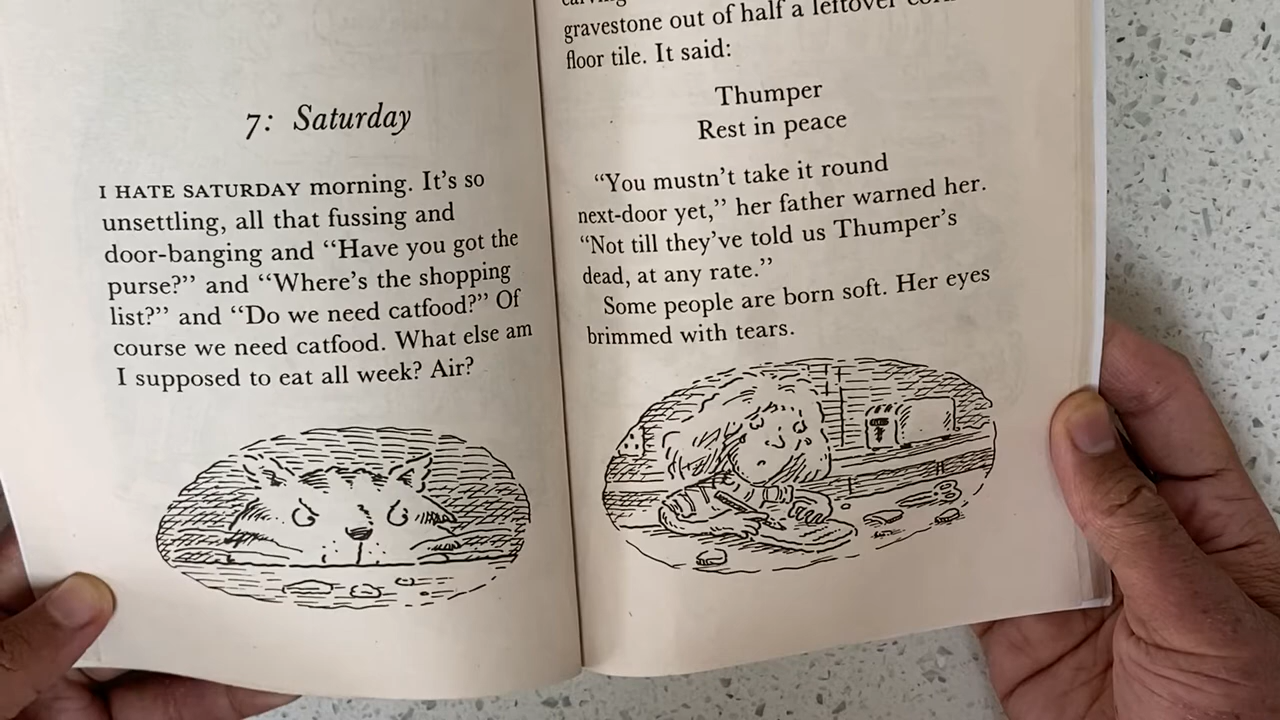 7: Saturday
I HATE SATURDAY morning. It’s so
unsettling, all that fussing and
door-banging and “Have you got the
purse?” and “Where’s the shopping
list?” and “Do we need catfood?” Of
course we need catfood. What else am
I supposed to eat all week? Air?
gravestone out of half a leftover
floor tile. It said:
Thumper
Rest in peace
“You mustn’t take it round
next-door yet,” her father warned her.
“Not till they’ve told us Thumper’s
dead, at any rate.”
Some people are born soft. Her eyes
brimmed with tears.